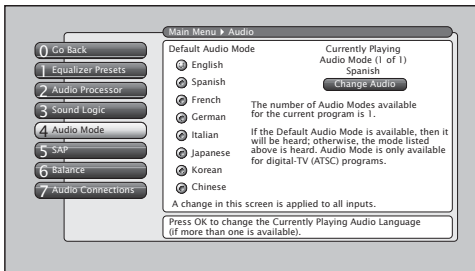 Main Menu ▸ Audio
0 Go Back
1 Equalizer Presets
2 Audio Processor
3 Sound Logic
4 Audio Mode
5 SAP
6 Balance
7 Audio Connections
Default Audio Mode
English
Spanish
French
German
Italian
Japanese
Korean
Chinese
Currently Playing
Audio Mode (1 of 1)
Spanish
Change Audio
The number of Audio Modes available
for the current program is 1.
If the Default Audio Mode is available, then it
will be heard; otherwise, the mode listed
above is heard. Audio Mode is only available
for digital-TV (ATSC) programs.
A change in this screen is applied to all inputs.
Press OK to change the Currently Playing Audio Language
(if more than one is available).